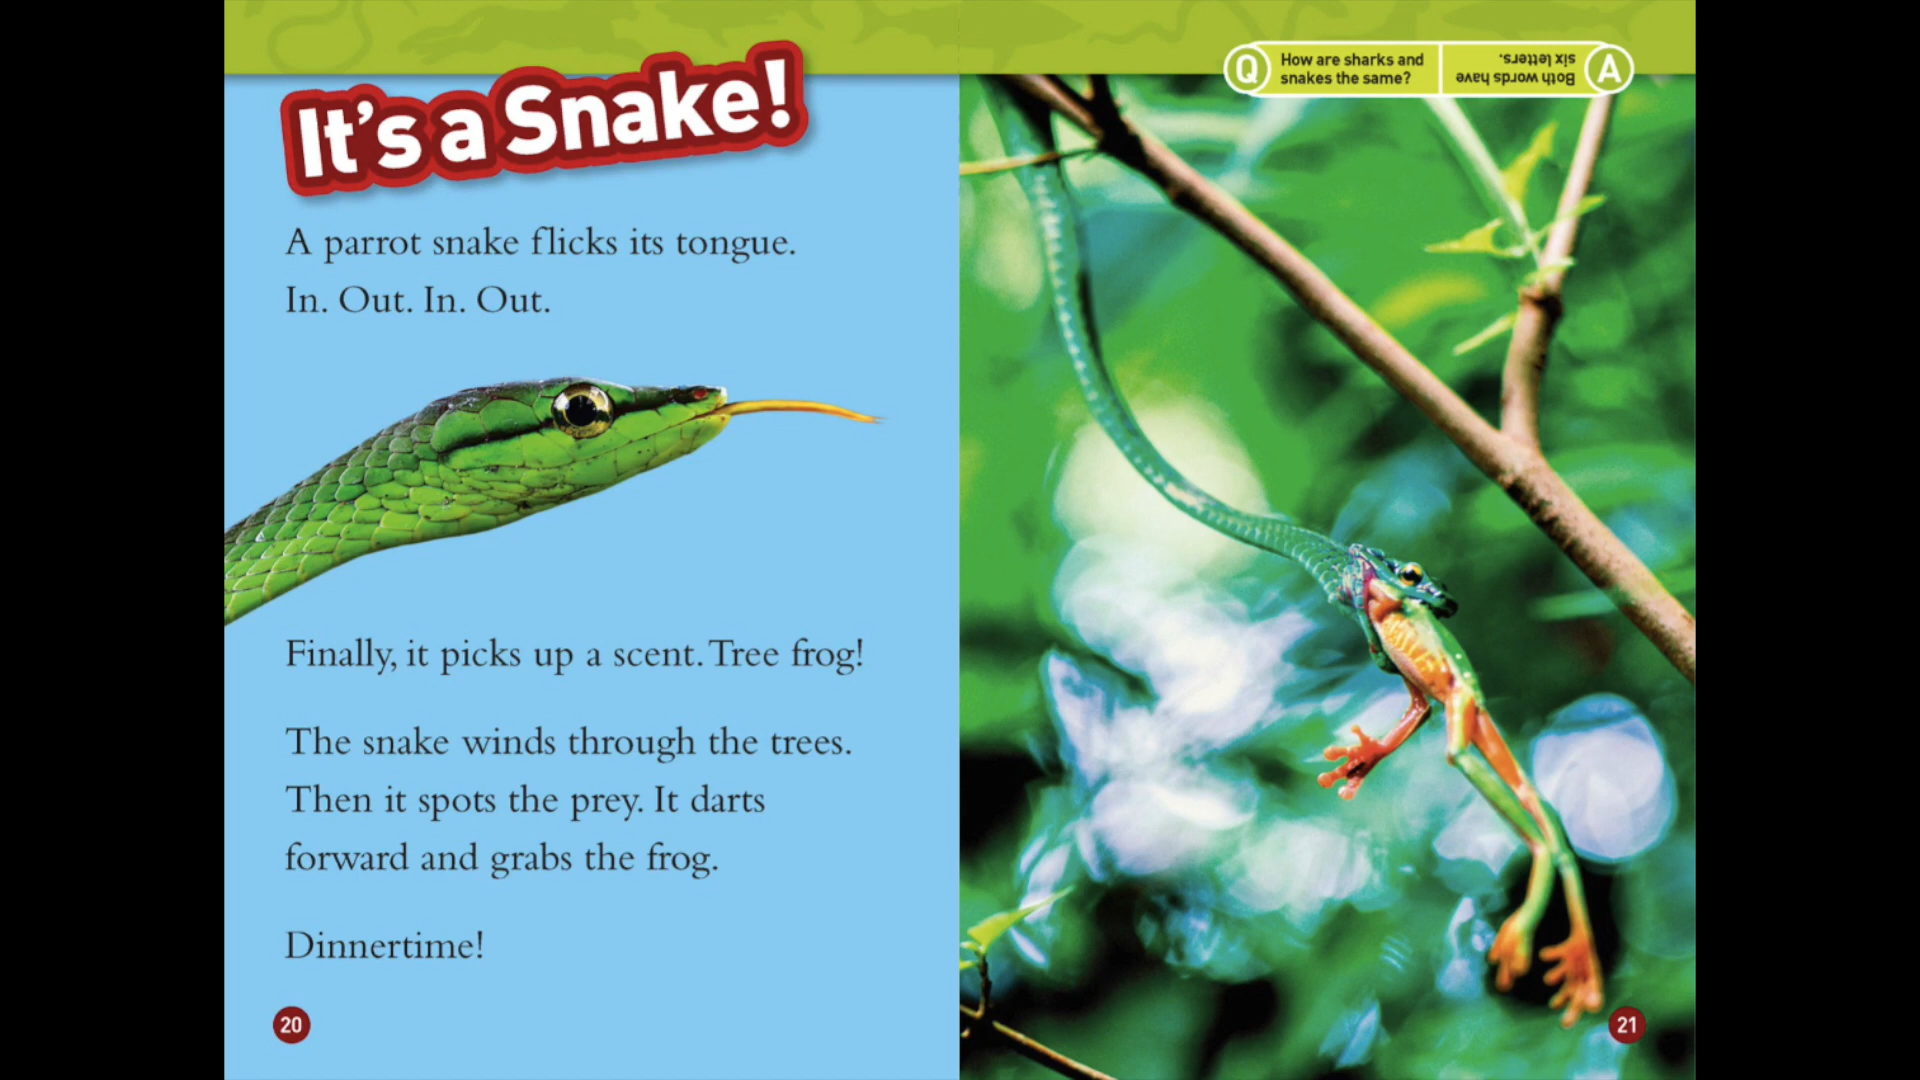 It's a Snake!
A parrot snake flicks its tongue.
In. Out. In. Out.
Finally, it picks up a scent. Tree frog!
The snake winds through the trees.
Then it spots the prey. It darts
forward and grabs the frog.
Dinnertime!
20
Q
How are sharks and
snakes the same?
Both words have
six letters.
A
21